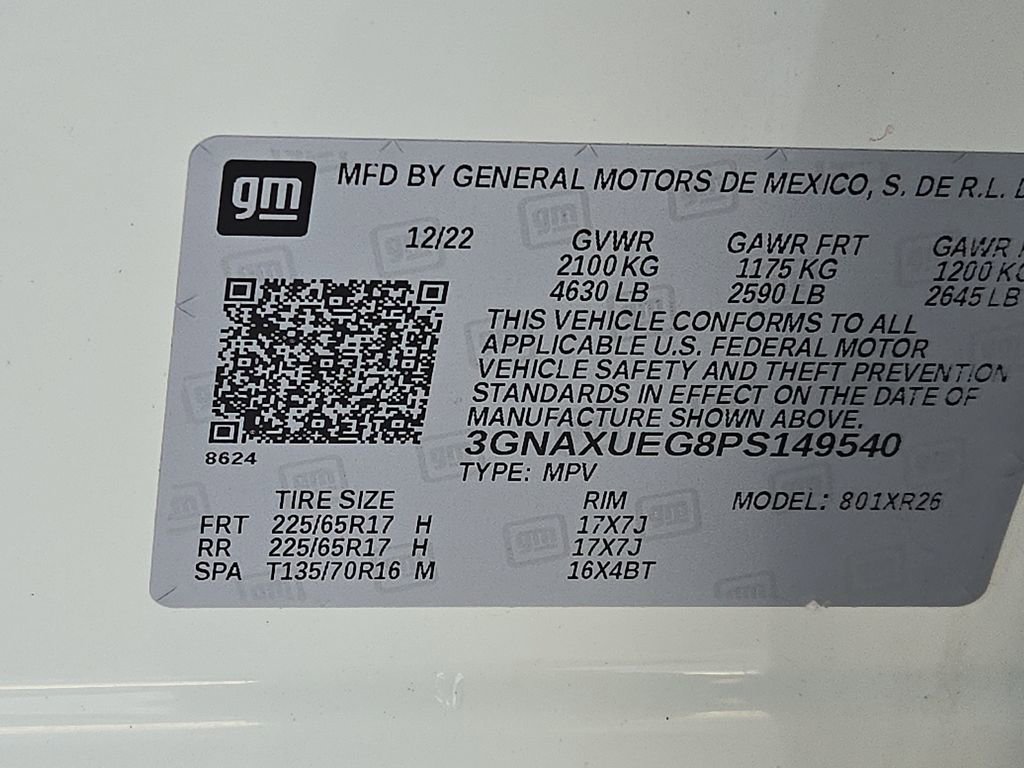 gm
MFD BY GENERAL MOTORS DE MEXICO, S. DE R.L.
12/22 GVWR GAWR FRT GAWR
2100 KG 1175 KG 1200
4630 LB 2590 LB 2645 LB
THIS VEHICLE CONFORMS TO ALL
APPLICABLE U.S. FEDERAL MOTOR
VEHICLE SAFETY AND THEFT PREVENTION
STANDARDS IN EFFECT ON THE DATE OF
MANUFACTURE SHOWN ABOVE.
3GNAXUEG8PS149540
8624
TYPE: MPV
TIRE SIZE RIM MODEL: 801XR26
FRT 225/65R17 H 17X7J
RR 225/65R17 H 17X7J
SPA T135/70R16 M 16X4BT